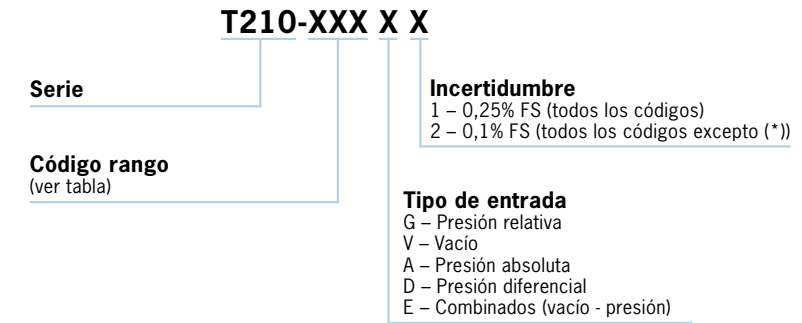 T210-XXX X X
Serie
Código rango
(ver tabla)
Incertidumbre
1 – 0,25% FS (todos los códigos)
2 – 0,1% FS (todos los códigos excepto (*))
Tipo de entrada
G – Presión relativa
V – Vacío
A – Presión absoluta
D – Presión diferencial
E – Combinados (vacío - presión)